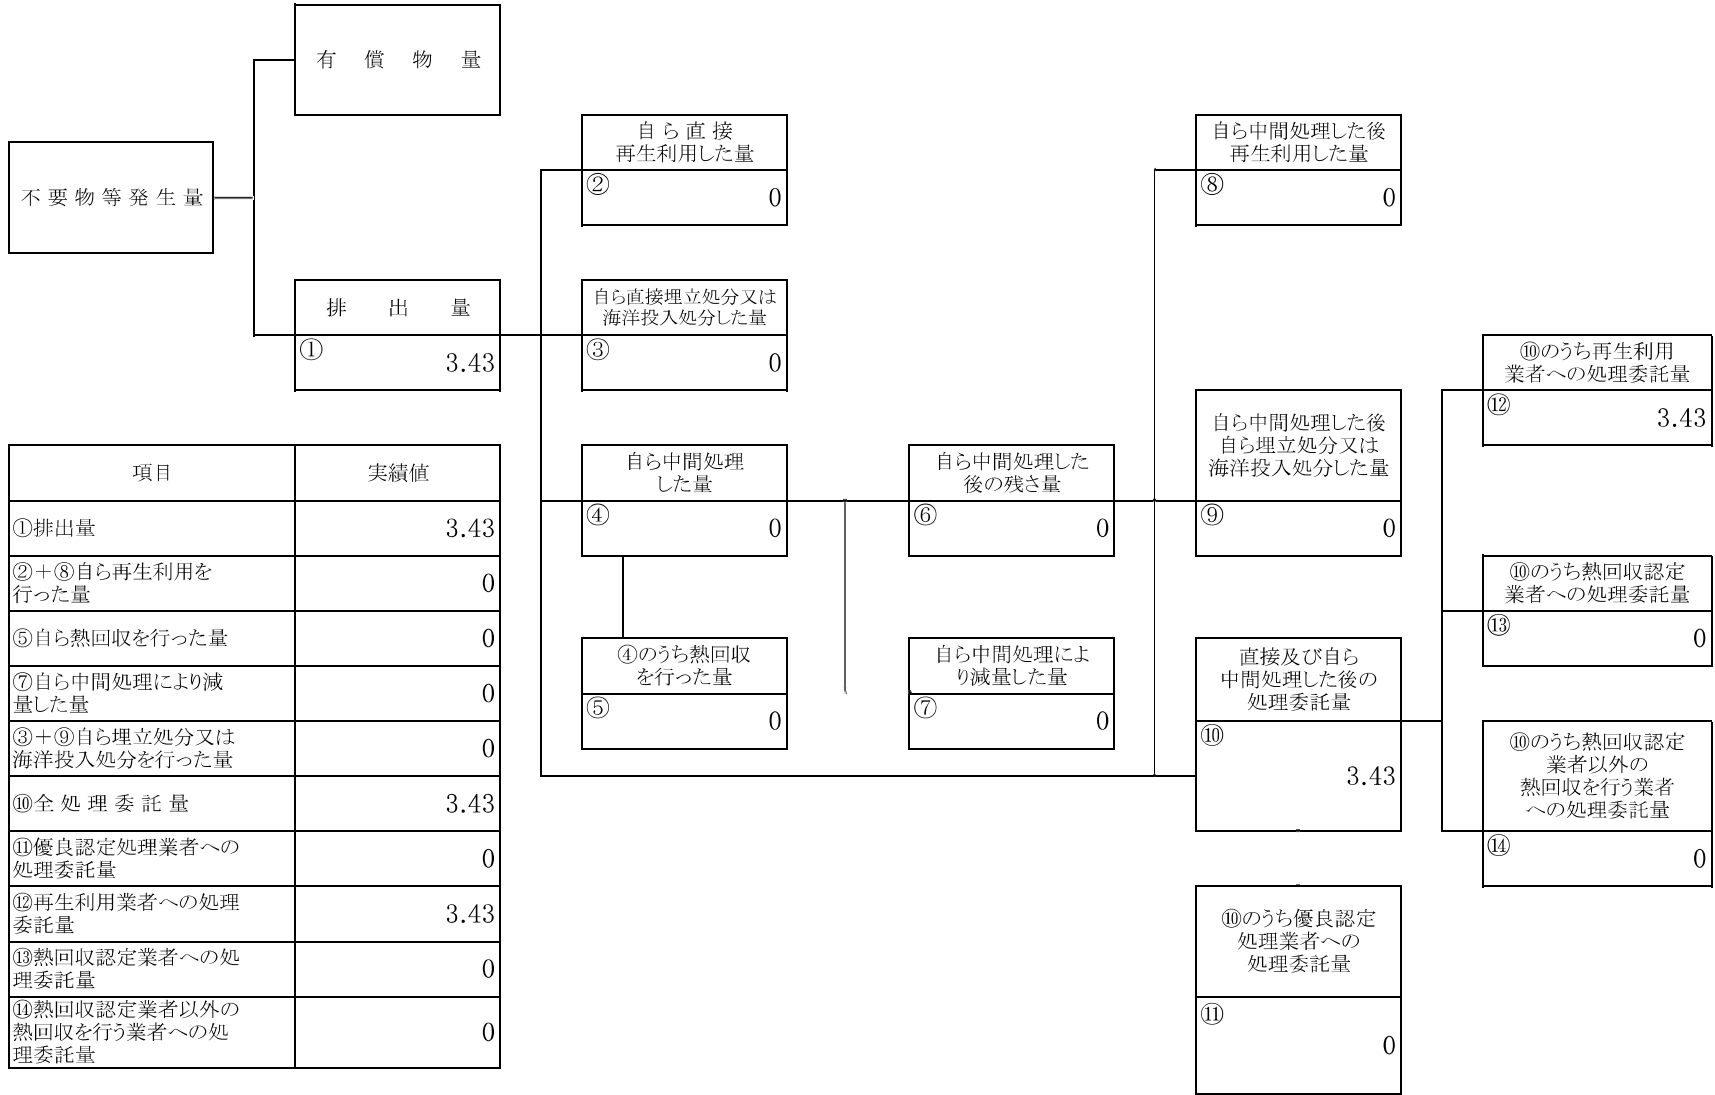 有償物量
不要物等発生量
排出量
①
3.43
自ら直接
再生利用した量
②
0
自ら直接埋立処分又は
海洋投入処分した量
③
0
自ら中間処理
した量
④
0
④のうち熱回収
を行った量
⑤
0
自ら中間処理した
後の残さ量
⑥
0
自ら中間処理によ
り減量した量
⑦
0
自ら中間処理した後
再生利用した量
⑧
0
自ら中間処理した後
自ら埋立処分又は
海洋投入処分した量
⑨
0
直接及び自ら
中間処理した後の
処理委託量
⑩
3.43
⑩のうち優良認定
処理業者への
処理委託量
⑪
0
⑩のうち再生利用
業者への処理委託量
⑫
3.43
⑩のうち熱回収認定
業者への処理委託量
⑬
0
⑩のうち熱回収認定
業者以外の
熱回収を行う業者
への処理委託量
⑭
0
項目 実績値
①排出量 3.43
②＋⑧自ら再生利用を
行った量 0
⑤自ら熱回収を行った量 0
⑦自ら中間処理により減
量した量 0
③＋⑨自ら埋立処分又は
海洋投入処分を行った量 0
⑩全処理委託量 3.43
⑪優良認定処理業者への
処理委託量 0
⑫再生利用業者への処理
委託量 3.43
⑬熱回収認定業者への処
理委託量 0
⑭熱回収認定業者以外の
熱回収を行う業者への処
理委託量 0